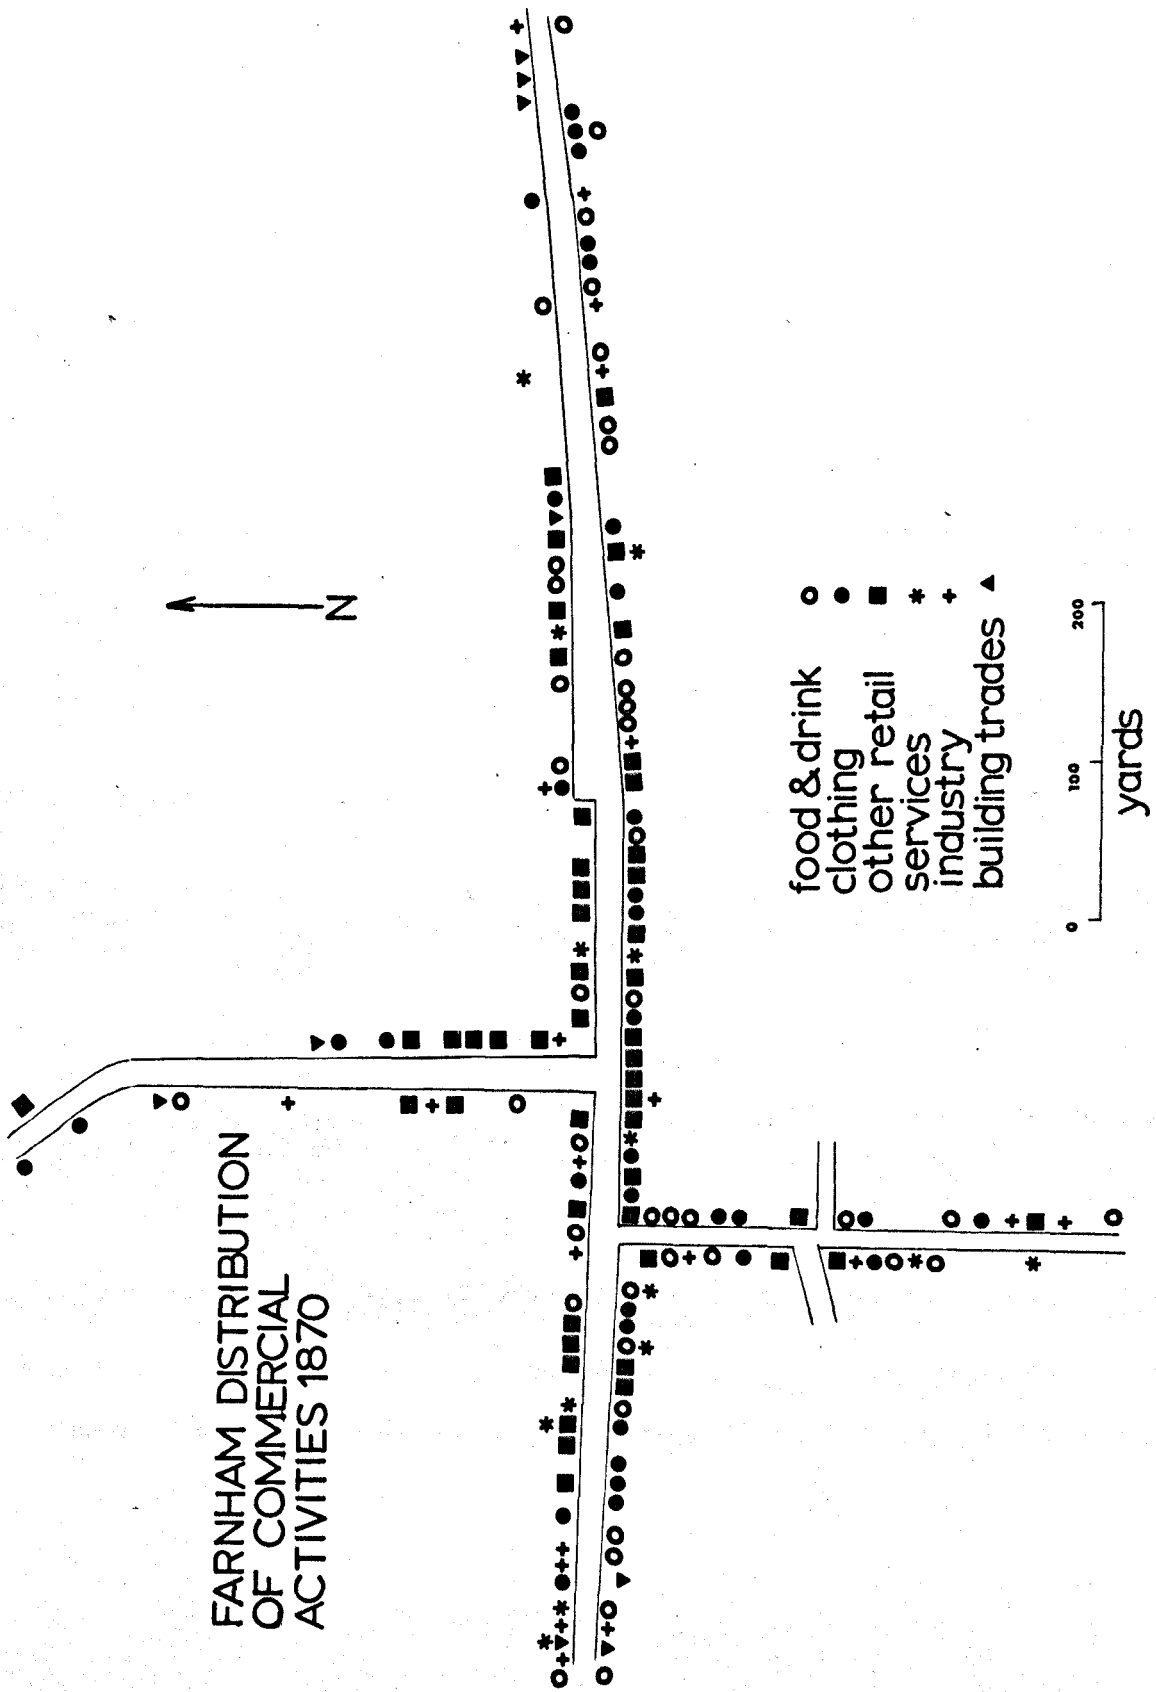 FARNHAM DISTRIBUTION
OF COMMERCIAL
ACTIVITIES 1870
N
food & drink
clothing
other retail
services
industry
building trades
0 100 200
yards